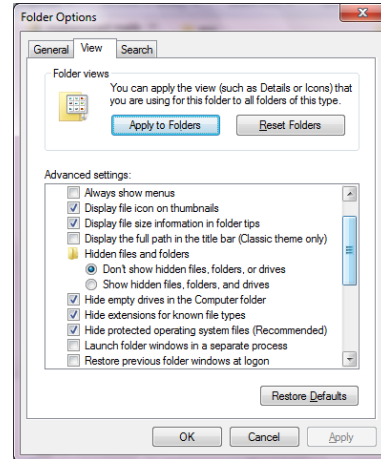 Folder Options
General View Search
Folder views
You can apply the view (such as Details or Icons) that
you are using for this folder to all folders of this type.
Apply to Folders Reset Folders
Advanced settings:
Always show menus
Display file icon on thumbnails
Display file size information in folder tips
Display the full path in the title bar (Classic theme only)
Hidden files and folders
Don't show hidden files, folders, or drives
Show hidden files, folders, and drives
Hide empty drives in the Computer folder
Hide extensions for known file types
Hide protected operating system files (Recommended)
Launch folder windows in a separate process
Restore previous folder windows at logon
Restore Defaults
OK Cancel Apply